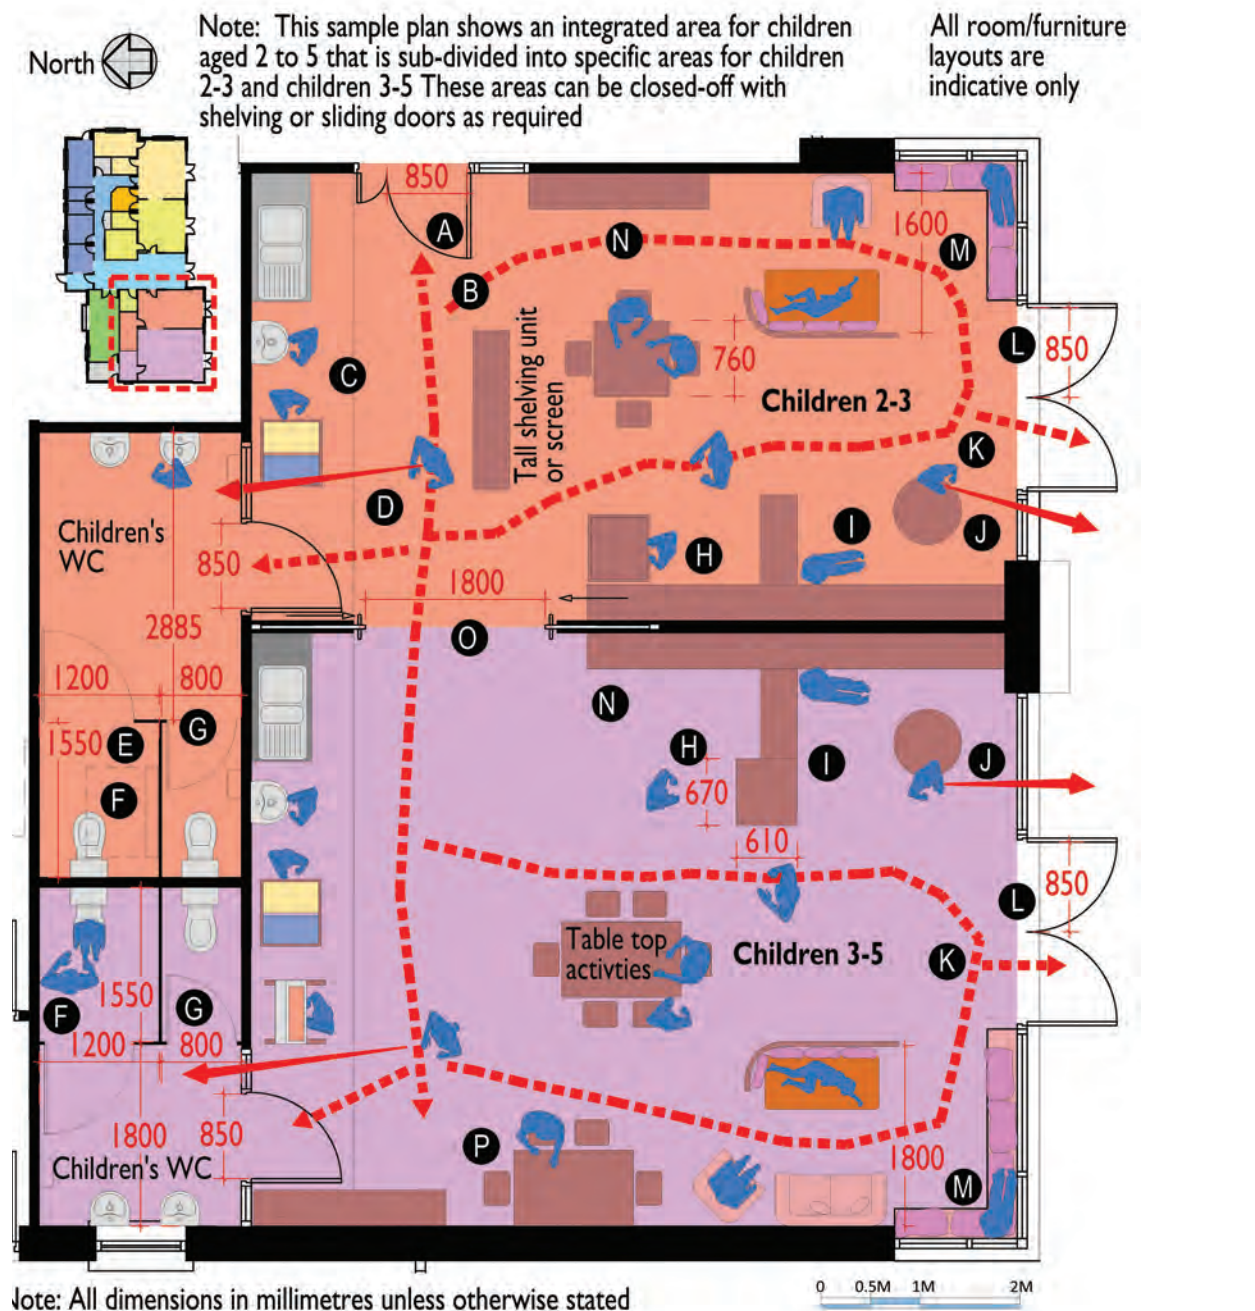 Note: This sample plan shows an integrated area for children
aged 2 to 5 that is sub-divided into specific areas for children
2-3 and children 3-5 These areas can be closed-off with
shelving or sliding doors as required
All room/furniture
layouts are
indicative only
North
850
A
N
1600
M
B
L
850
760
C
Tall shelving unit
or screen
Children 2-3
K
D
Children's
WC
I
J
H
850
1800
2885
O
1200
800
N
G
1550
E
H
I
J
F
670
610
L
850
Table top
activties
Children 3-5
K
1550
F
G
1200
800
1800
850
P
1800
Children's WC
M
Note: All dimensions in millimetres unless otherwise stated
0 0.5M 1M 2M